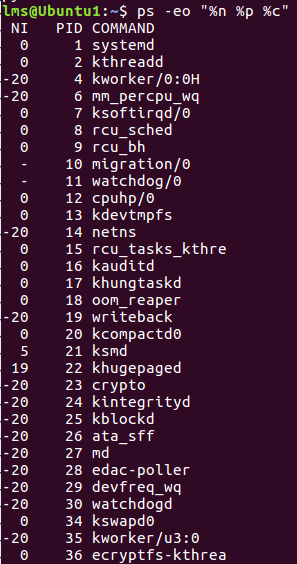 lms@Ubuntu1:~$ ps -eo "%n %p %c"
NI PID COMMAND
0 1 systemd
0 2 kthreadd
-20 4 kworker/0:0H
-20 6 mm_percpu_wq
0 7 ksoftirqd/0
0 8 rcu_sched
0 9 rcu_bh
- 10 migration/0
- 11 watchdog/0
0 12 cpuhp/0
0 13 kdevtmpfs
-20 14 netns
0 15 rcu_tasks_kthre
0 16 kauditd
0 17 khungtaskd
0 18 oom_reaper
-20 19 writeback
0 20 kcompactd0
5 21 ksmd
19 22 khugepaged
-20 23 crypto
-20 24 kintegrityd
-20 25 kblockd
-20 26 ata_sff
-20 27 md
-20 28 edac-poller
-20 29 devfreq_wq
-20 30 watchdogd
0 34 kswapd0
-20 35 kworker/u3:0
0 36 ecryptfs-kthrea